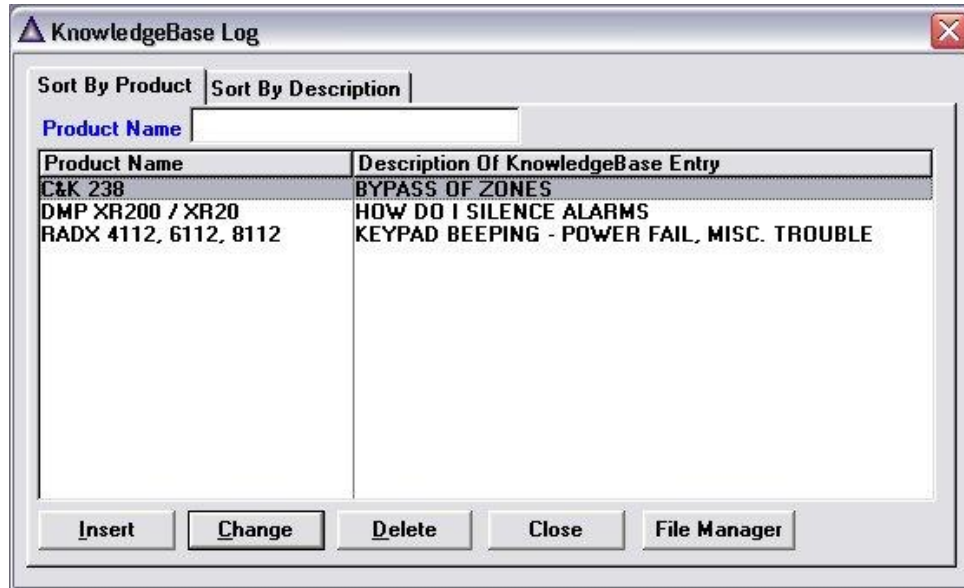 KnowledgeBase Log
Sort By Product Sort By Description
Product Name
Product Name Description Of KnowledgeBase Entry
C&K 238 BYPASS OF ZONES
DMP XR200 / XR20 HOW DO I SILENCE ALARMS
RADX 4112, 6112, 8112 KEYPAD BEEPING - POWER FAIL, MISC. TROUBLE
Insert Change Delete Close File Manager